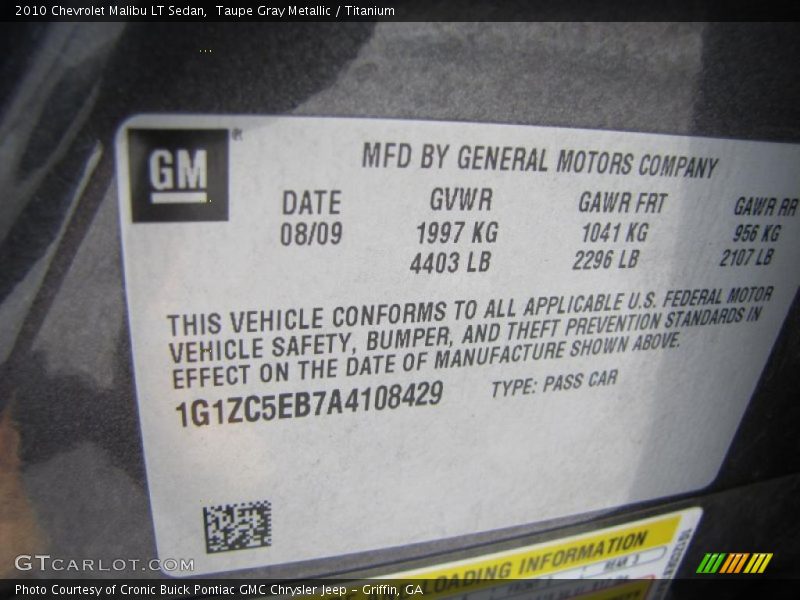 2010 Chevrolet Malibu LT Sedan, Taupe Gray Metallic / Titanium
GM
MFD BY GENERAL MOTORS COMPANY
DATE GVWR GAWR FRT GAWR RR
08/09 1997 KG 1041 KG 956 KG
4403 LB 2296 LB 2107 LB
THIS VEHICLE CONFORMS TO ALL APPLICABLE U.S. FEDERAL MOTOR
VEHICLE SAFETY, BUMPER, AND THEFT PREVENTION STANDARDS IN
EFFECT ON THE DATE OF MANUFACTURE SHOWN ABOVE.
1G1ZC5EB7A4108429 TYPE: PASS CAR
LOADING INFORMATION
REAR 3
GTCARLOT.COM
Photo Courtesy of Cronic Buick Pontiac GMC Chrysler Jeep - Griffin, GA